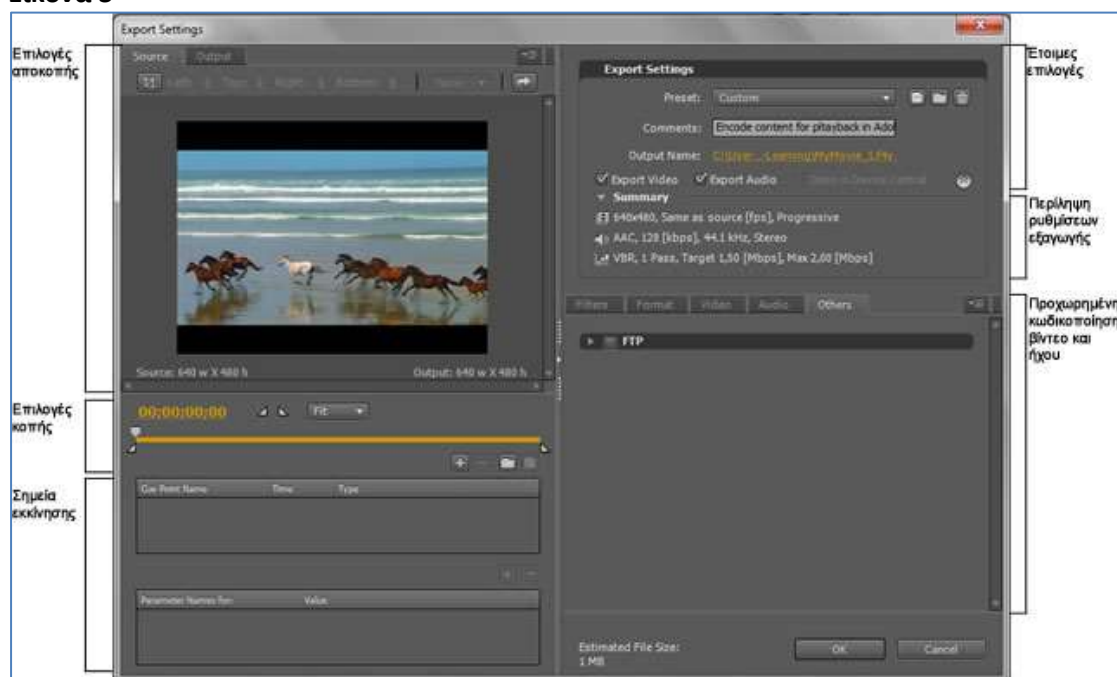 Export Settings
Επιλογές
αποκοπής
Source Output
Source: 640 w X 480 h Output: 640 w X 480 h
Επιλογές
κοπής
00;00;00;00 Fit
Σημεία
εκκίνησης
Cue Point Name Time Type
Parameter Names for: Value
Export Settings
Preset: Custom
Comments: Encode content for pitayback in Ado
Output Name:
Export Video Export Audio
Summary
640x480, Same as source [fps], Progressive
AAC, 128 [kbps], 44.1 kHz, Stereo
VBR, 1 Pass, Target 1,50 [Mbps], Max 2,00 [Mbps]
Filters Format Video Audio Others
FTP
Estimated File Size:
1 MB
OK Cancel
Έτοιμες
επιλογές
Περίληψη
ρυθμίσεων
εξαγωγής
Προχωρημένη
κωδικοποίηση
βίντεο και
ήχου